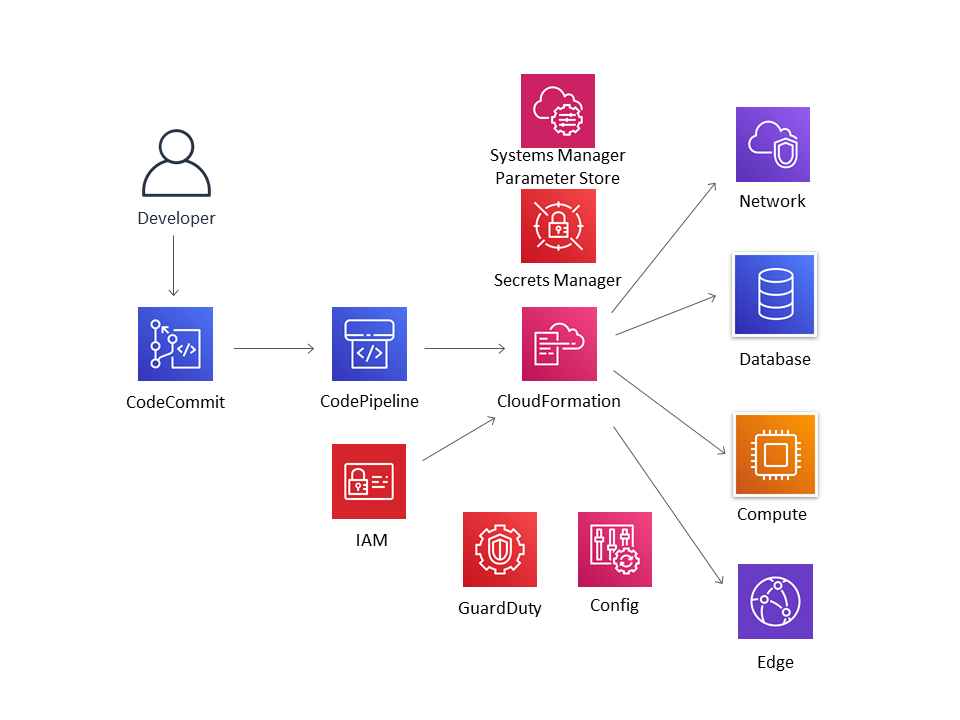 Systems Manager
Parameter Store
Network
Developer
Secrets Manager
Database
CodeCommit
CodePipeline
CloudFormation
Compute
IAM
GuardDuty
Config
Edge